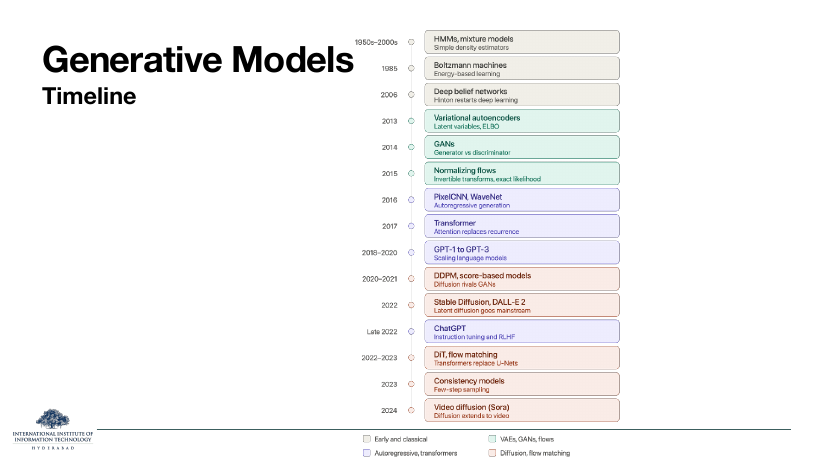 Generative Models
Timeline
1950s–2000s
HMMs, mixture models
Simple density estimators
1985
Boltzmann machines
Energy-based learning
2006
Deep belief networks
Hinton restarts deep learning
2013
Variational autoencoders
Latent variables, ELBO
2014
GANs
Generator vs discriminator
2015
Normalizing flows
Invertible transforms, exact likelihood
2016
PixelCNN, WaveNet
Autoregressive generation
2017
Transformer
Attention replaces recurrence
2018–2020
GPT-1 to GPT-3
Scaling language models
2020–2021
DDPM, score-based models
Diffusion rivals GANs
2022
Stable Diffusion, DALL-E 2
Latent diffusion goes mainstream
Late 2022
ChatGPT
Instruction tuning and RLHF
2022–2023
DiT, flow matching
Transformers replace U-Nets
2023
Consistency models
Few-step sampling
2024
Video diffusion (Sora)
Diffusion extends to video
INTERNATIONAL INSTITUTE OF
INFORMATION TECHNOLOGY
HYDERABAD
Early and classical
VAEs, GANs, flows
Autoregressive, transformers
Diffusion, flow matching